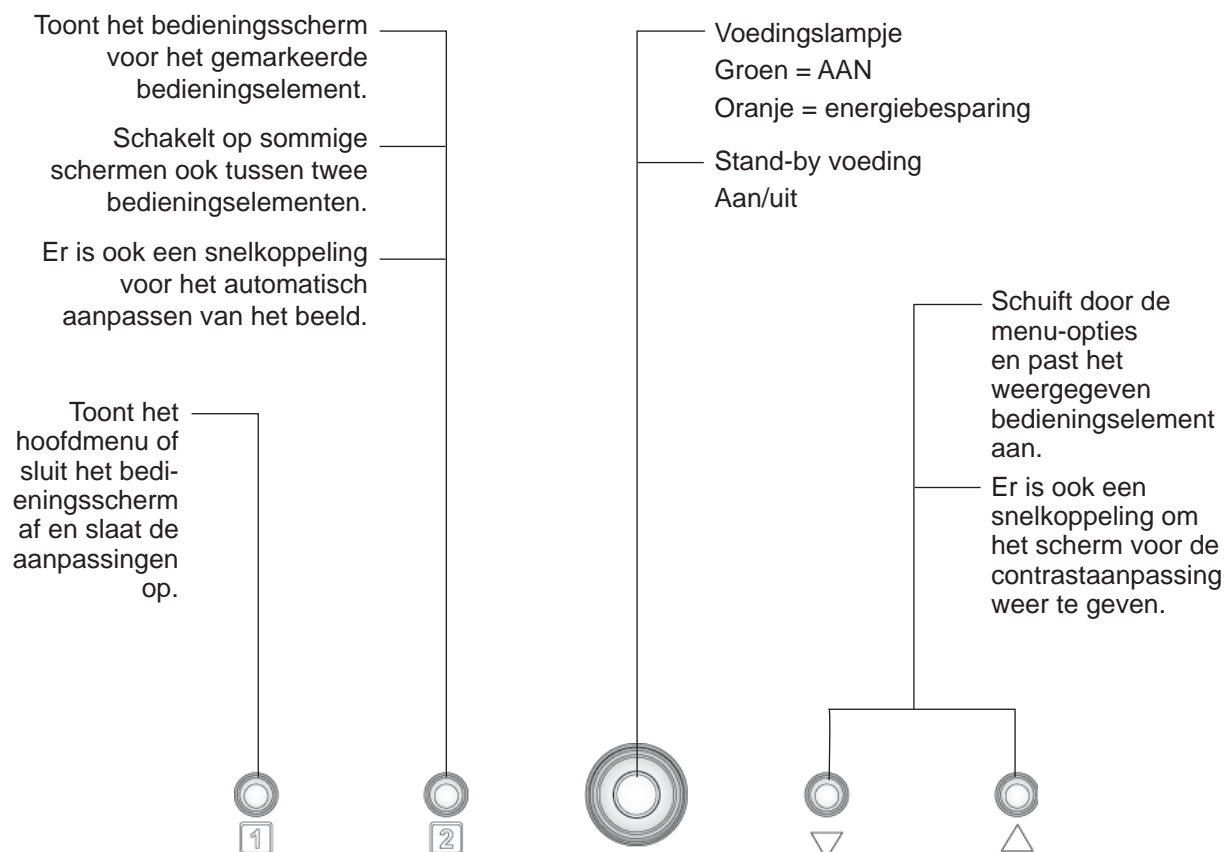 Toont het bedieningsscherm
voor het gemarkeerde
bedieningselement.
Schakelt op sommige
schermen ook tussen twee
bedieningselementen.
Er is ook een snelkoppeling
voor het automatisch
aanpassen van het beeld.
Toont het
hoofdmenu of
sluit het bedi-
eningsscherm
af en slaat de
aanpassingen
op.
Voedingslampje
Groen = AAN
Oranje = energiebesparing
Stand-by voeding
Aan/uit
Schuift door de
menu-opties
en past het
weergegeven
bedieningselement
aan.
Er is ook een
snelkoppeling om
het scherm voor de
contrastaanpassing
weer te geven.
1
2